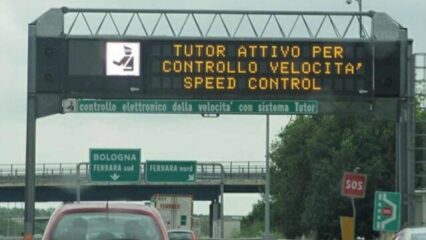 TUTOR ATTIVO PER
CONTROLLO VELOCITA'
SPEED CONTROL
controllo elettronico della velocità con sistema Tutor
BOLOGNA
FERRARA sud
FERRARA nord
SOS